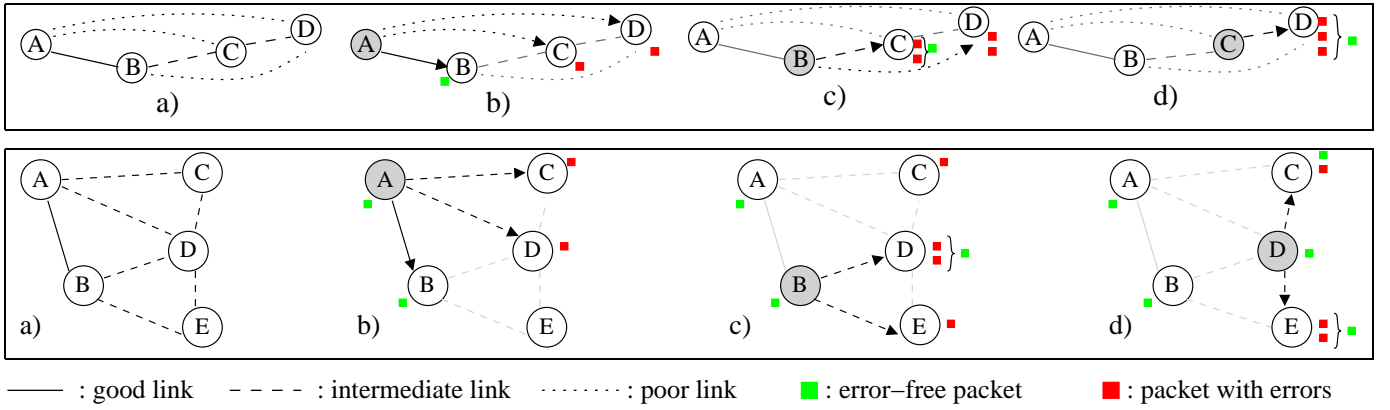 A B C D
a)
A B C D
b)
A B C D
c)
A B C D
d)
A C D B E
a)
A C D B E
b)
A C D B E
c)
A C D B E
d)
: good link : intermediate link : poor link : error−free packet : packet with errors